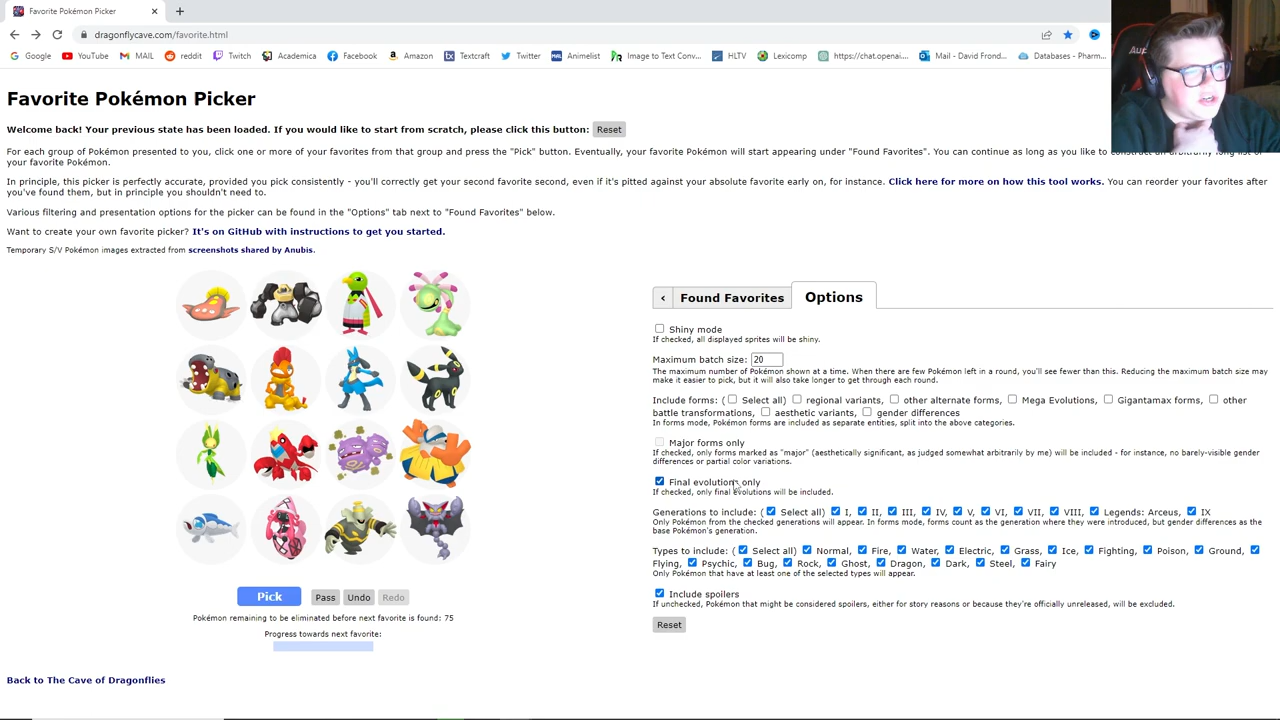 Favorite Pokémon Picker
dragonflycave.com/favorite.html
Google YouTube MAIL reddit Twitch Academica Facebook Amazon Textcraft Twitter Animelist Image to Text Conv... HLTV Lexicomp https://chat.openai... Mail - David Frond... Databases - Pharm...
Favorite Pokémon Picker
Welcome back! Your previous state has been loaded. If you would like to start from scratch, please click this button: Reset
For each group of Pokémon presented to you, click one or more of your favorites from that group and press the "Pick" button. Eventually, your favorite Pokémon will start appearing under "Found Favorites". You can continue as long as you like to
your favorite Pokémon.
In principle, this picker is perfectly accurate, provided you pick consistently - you'll correctly get your second favorite second, even if it's pitted against your absolute favorite early on, for instance. Click here for more on how this tool works. You can reorder your favorites after
you've found them, but in principle you shouldn't need to.
Various filtering and presentation options for the picker can be found in the "Options" tab next to "Found Favorites" below.
Want to create your own favorite picker? It's on GitHub with instructions to get you started.
Temporary S/V Pokémon images extracted from screenshots shared by Anubis.
‹ Found Favorites Options
Shiny mode
If checked, all displayed sprites will be shiny.
Maximum batch size: 20
The maximum number of Pokémon shown at a time. When there are few Pokémon left in a round, you'll see fewer than this. Reducing the maximum batch size may
make it easier to pick, but it will also take longer to get through each round.
Include forms: ( Select all) regional variants, other alternate forms, Mega Evolutions, Gigantamax forms, other
battle transformations, aesthetic variants, gender differences
In forms mode, Pokémon forms are included as separate entities, split into the above categories.
Major forms only
If checked, only forms marked as "major" (aesthetically significant, as judged somewhat arbitrarily by me) will be included - for instance, no barely-visible gender
differences or partial color variations.
Final evolutions only
If checked, only final evolutions will be included.
Generations to include: ( Select all) I, II, III, IV, V, VI, VII, VIII, Legends: Arceus, IX
Only Pokémon from the checked generations will appear. In forms mode, forms count as the generation where they were introduced, but gender differences as the
base Pokémon's generation.
Types to include: ( Select all) Normal, Fire, Water, Electric, Grass, Ice, Fighting, Poison, Ground,
Flying, Psychic, Bug, Rock, Ghost, Dragon, Dark, Steel, Fairy
Only Pokémon that have at least one of the selected types will appear.
Include spoilers
If unchecked, Pokémon that might be considered spoilers, either for story reasons or because they're officially unreleased, will be excluded.
Reset
Pick Pass Undo Redo
Pokémon remaining to be eliminated before next favorite is found: 75
Progress towards next favorite:
Back to The Cave of Dragonflies